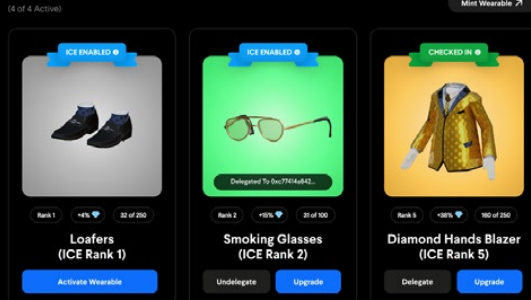 (4 of 4 Active)
Mint Wearable
ICE ENABLED
ICE ENABLED
CHECKED IN
Delegated To 0xc77414a842...
Rank 1 +4% 32 of 250
Rank 2 +15% 31 of 100
Rank 5 +38% 160 of 250
Loafers
(ICE Rank 1)
Smoking Glasses
(ICE Rank 2)
Diamond Hands Blazer
(ICE Rank 5)
Activate Wearable
Undelegate
Upgrade
Delegate
Upgrade